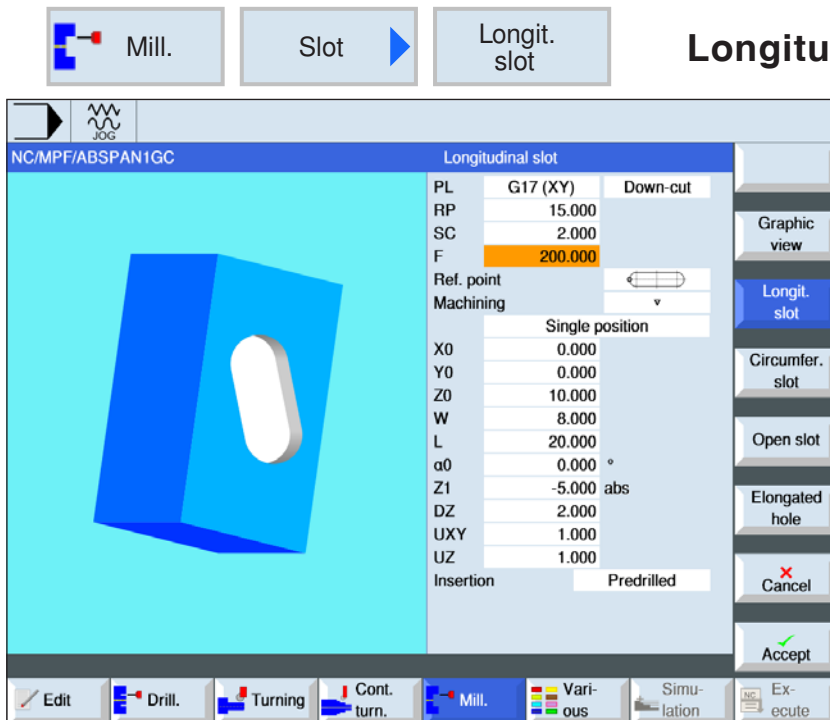 Mill.
Slot
Longit.
slot
Longitu
JOG
NC/MPF/ABSPAN1GC
Longitudinal slot
PL G17 (XY) Down-cut
RP 15.000
SC 2.000
F 200.000
Ref. point
Machining
Single position
X0 0.000
Y0 0.000
Z0 10.000
W 8.000
L 20.000
α0 0.000 °
Z1 -5.000 abs
DZ 2.000
UXY 1.000
UZ 1.000
Insertion Predrilled
Graphic
view
Longit.
slot
Circumfer.
slot
Open slot
Elongated
hole
Cancel
Accept
Edit
Drill.
Turning
Cont.
turn.
Mill.
Vari-
ous
Simu-
lation
NC
Ex-
ecute